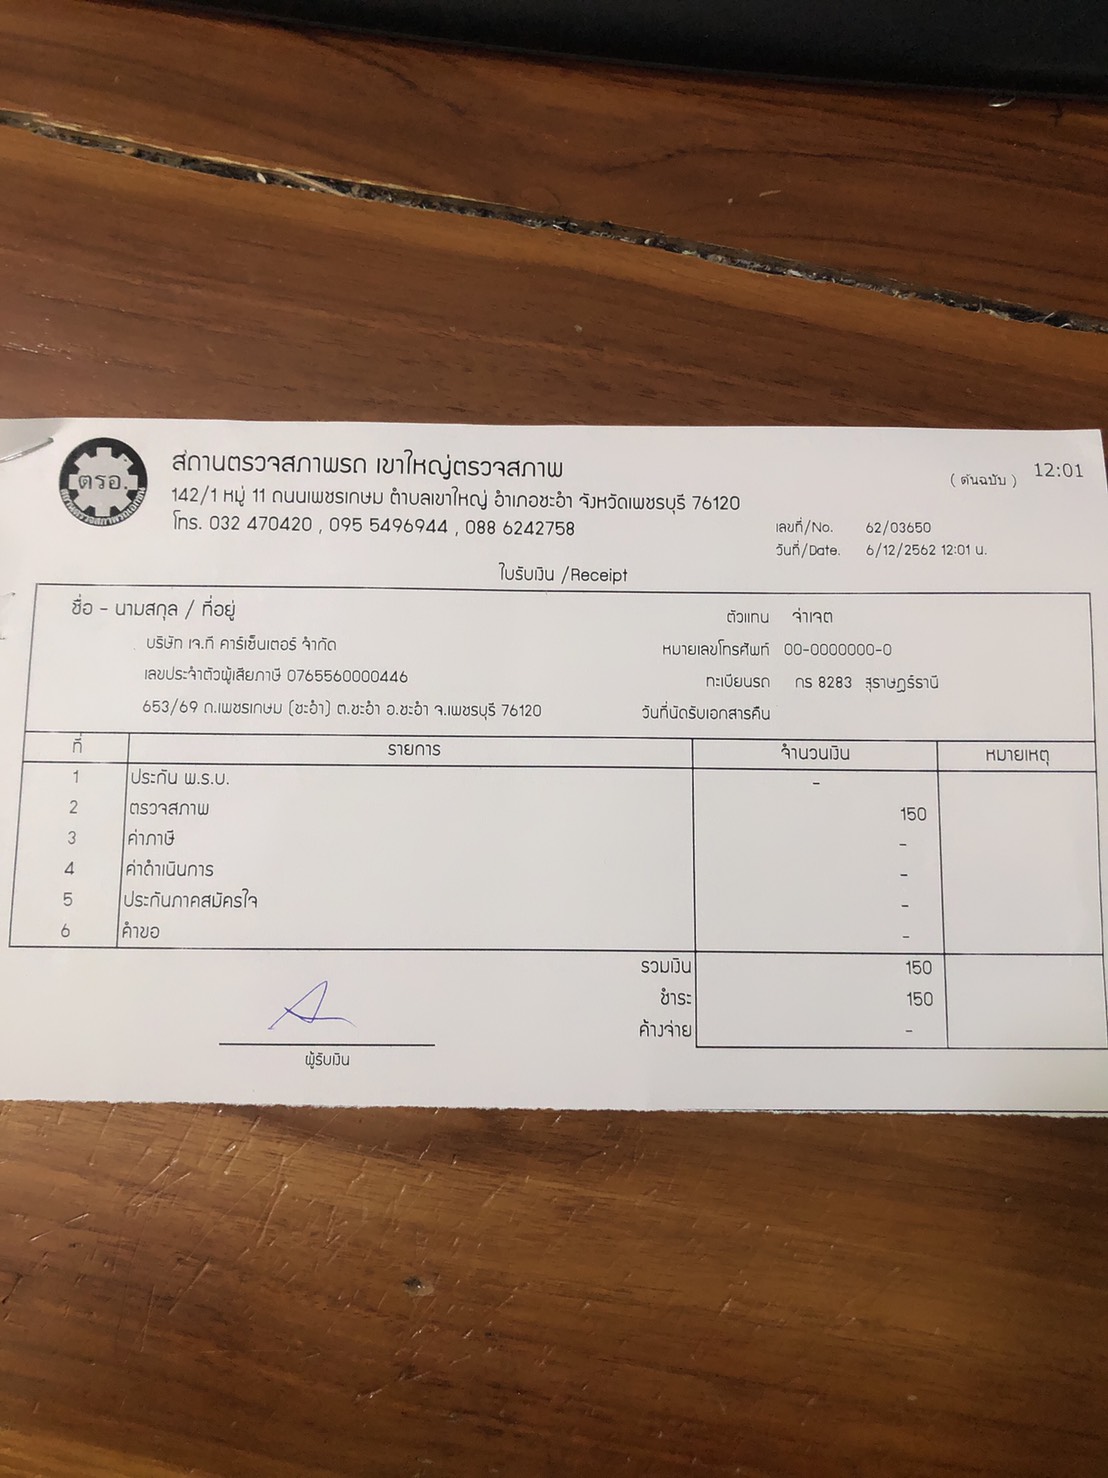 ตรอ.
สถานตรวจสภาพรถ เขาใหญ่ตรวจสภาพ
142/1 หมู่ 11 ถนนเพชรเกษม ตำบลเขาใหญ่ อำเภอชะอำ จังหวัดเพชรบุรี 76120
โทร. 032 470420 , 095 5496944 , 088 6242758
( ต้นฉบับ ) 12:01
เลขที่/No. 62/03650
วันที่/Date. 6/12/2562 12:01 น.
ใบรับเงิน /Receipt
ชื่อ - นามสกุล / ที่อยู่
บริษัท เจ.ที คาร์เซ็นเตอร์ จำกัด
เลขประจำตัวผู้เสียภาษี 0765560000446
653/69 ถ.เพชรเกษม (ชะอำ) ต.ชะอำ อ.ชะอำ จ.เพชรบุรี 76120
ตัวแทน จ่าเจต
หมายเลขโทรศัพท์ 00-0000000-0
ทะเบียนรถ กร 8283 สุราษฎร์ธานี
วันที่นัดรับเอกสารคืน
ที่ รายการ จำนวนเงิน หมายเหตุ
1 ประกัน พ.ร.บ. -
2 ตรวจสภาพ 150
3 ค่าภาษี -
4 ค่าดำเนินการ -
5 ประกันภาคสมัครใจ -
6 คำขอ -
รวมเงิน 150
ชำระ 150
ค้างจ่าย -
ผู้รับเงิน